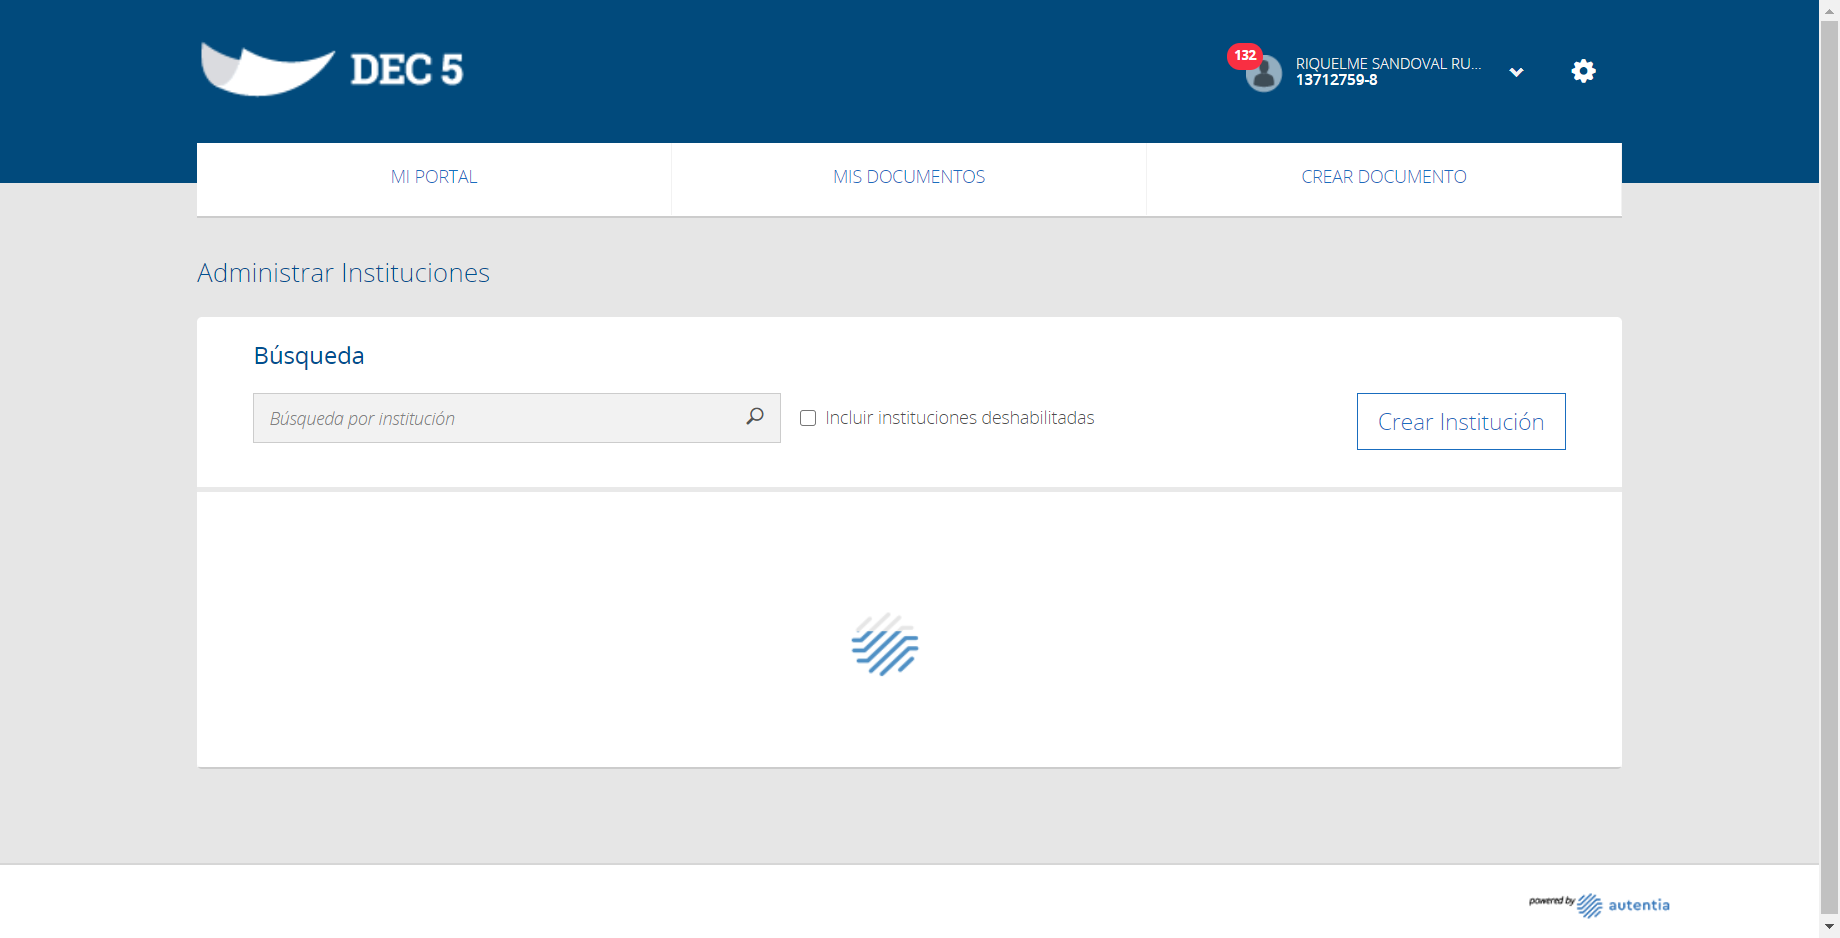 DEC 5
132
RIQUELME SANDOVAL RU...
13712759-8
MI PORTAL
MIS DOCUMENTOS
CREAR DOCUMENTO
Administrar Instituciones
Búsqueda
Búsqueda por institución
Incluir instituciones deshabilitadas
Crear Institución
powered by autentia